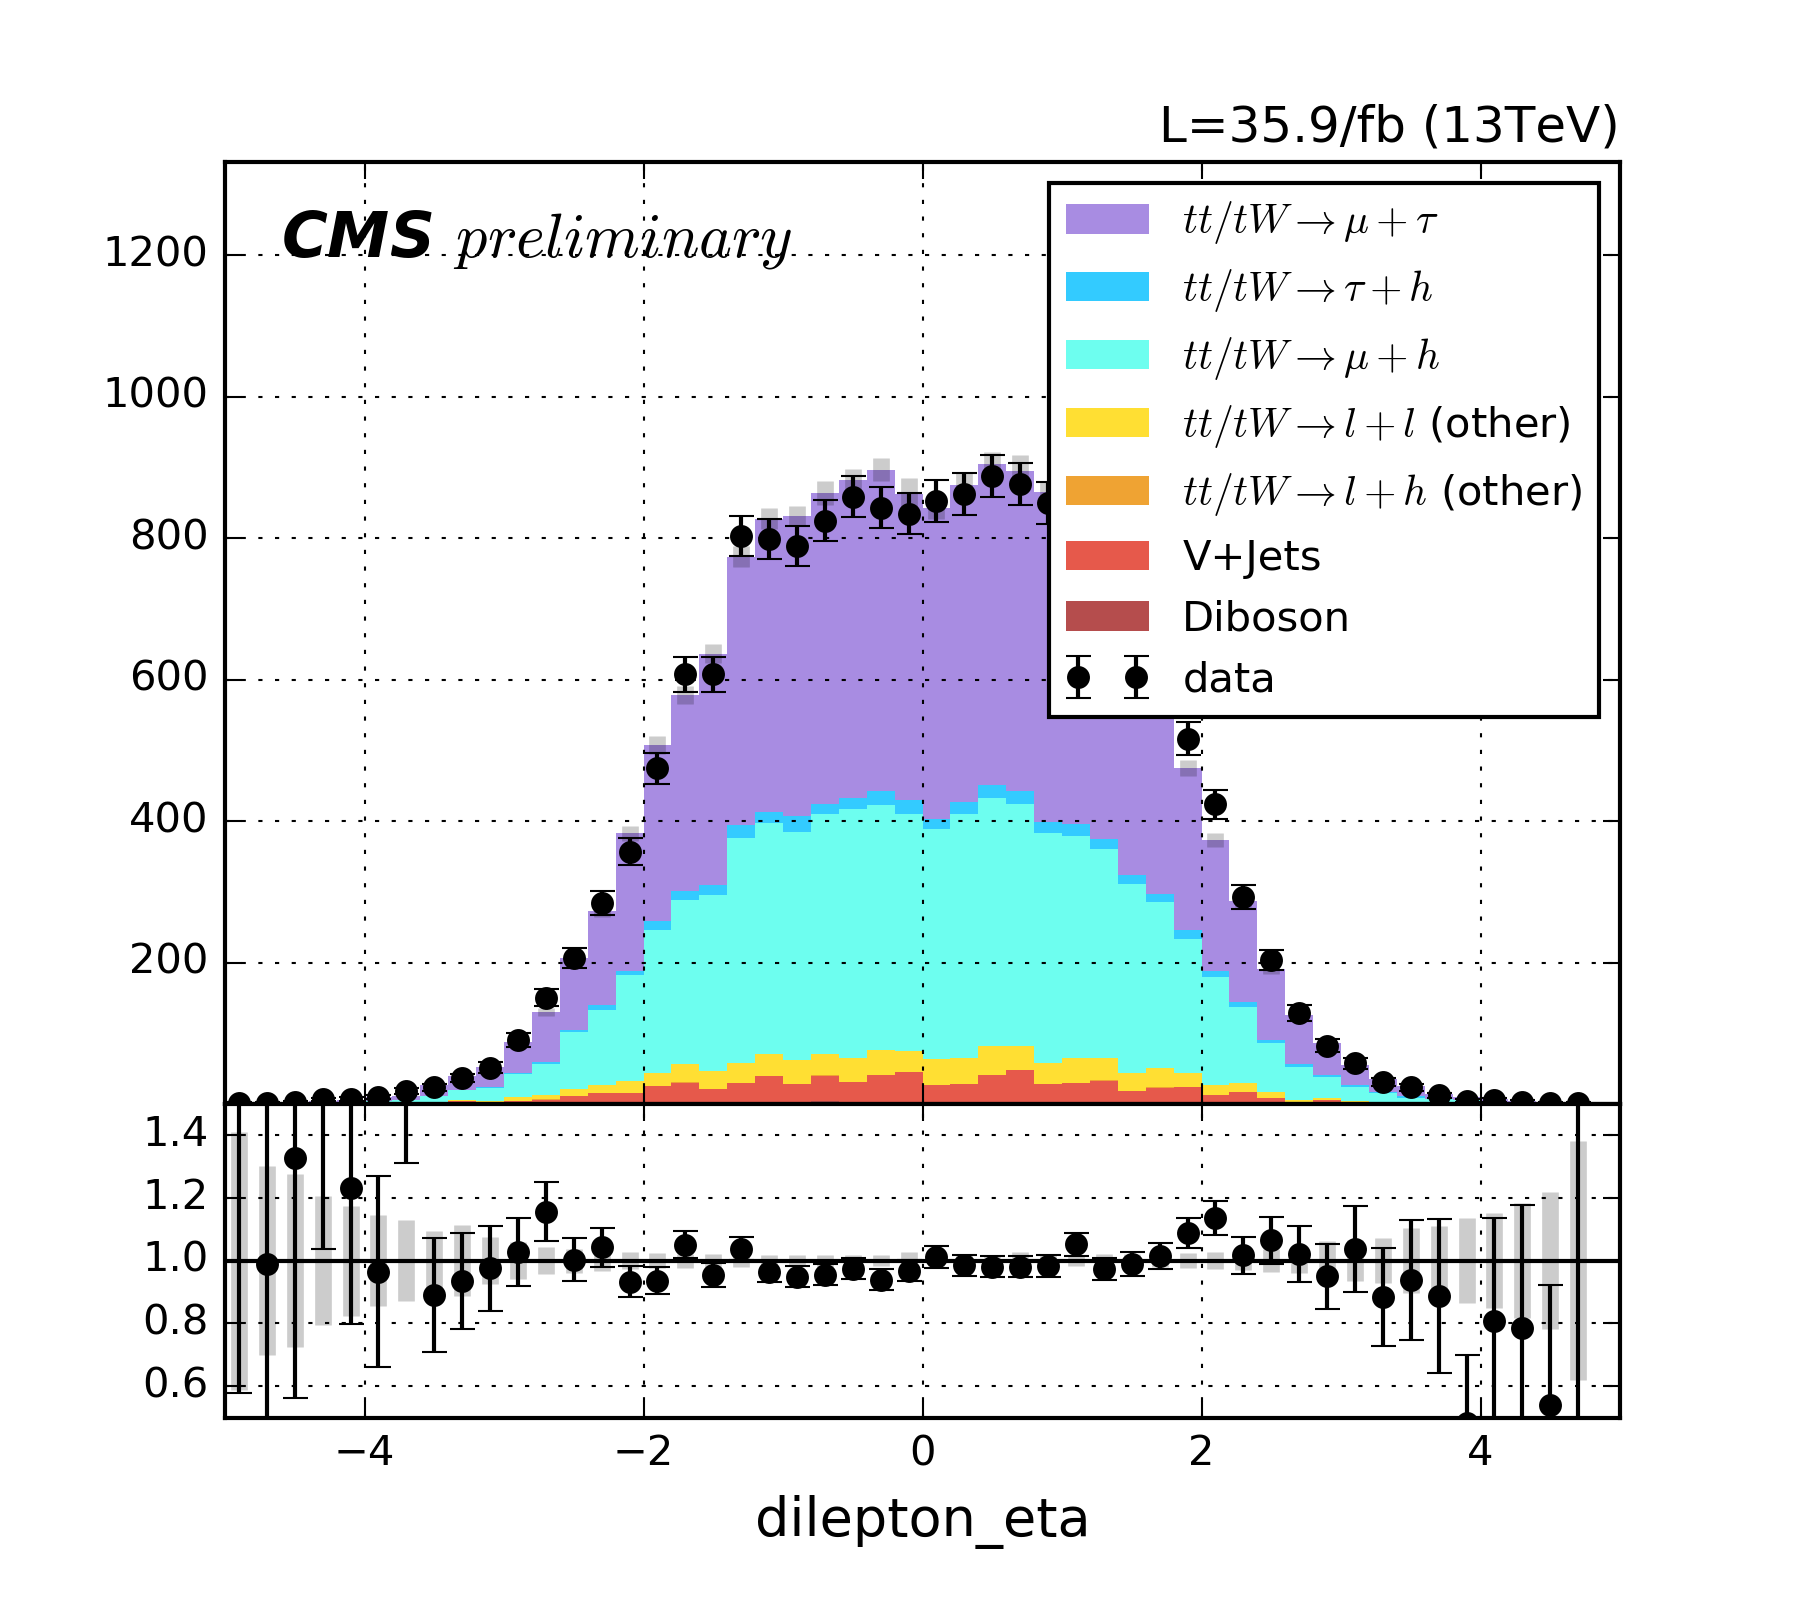 L=35.9/fb (13TeV)
CMS preliminary
tt/tW→μ+τ
tt/tW→τ+h
tt/tW→μ+h
tt/tW→l+l (other)
tt/tW→l+h (other)
V+Jets
Diboson
data
1200
1000
800
600
400
200
1.4
1.2
1.0
0.8
0.6
−4 −2 0 2 4
dilepton_eta